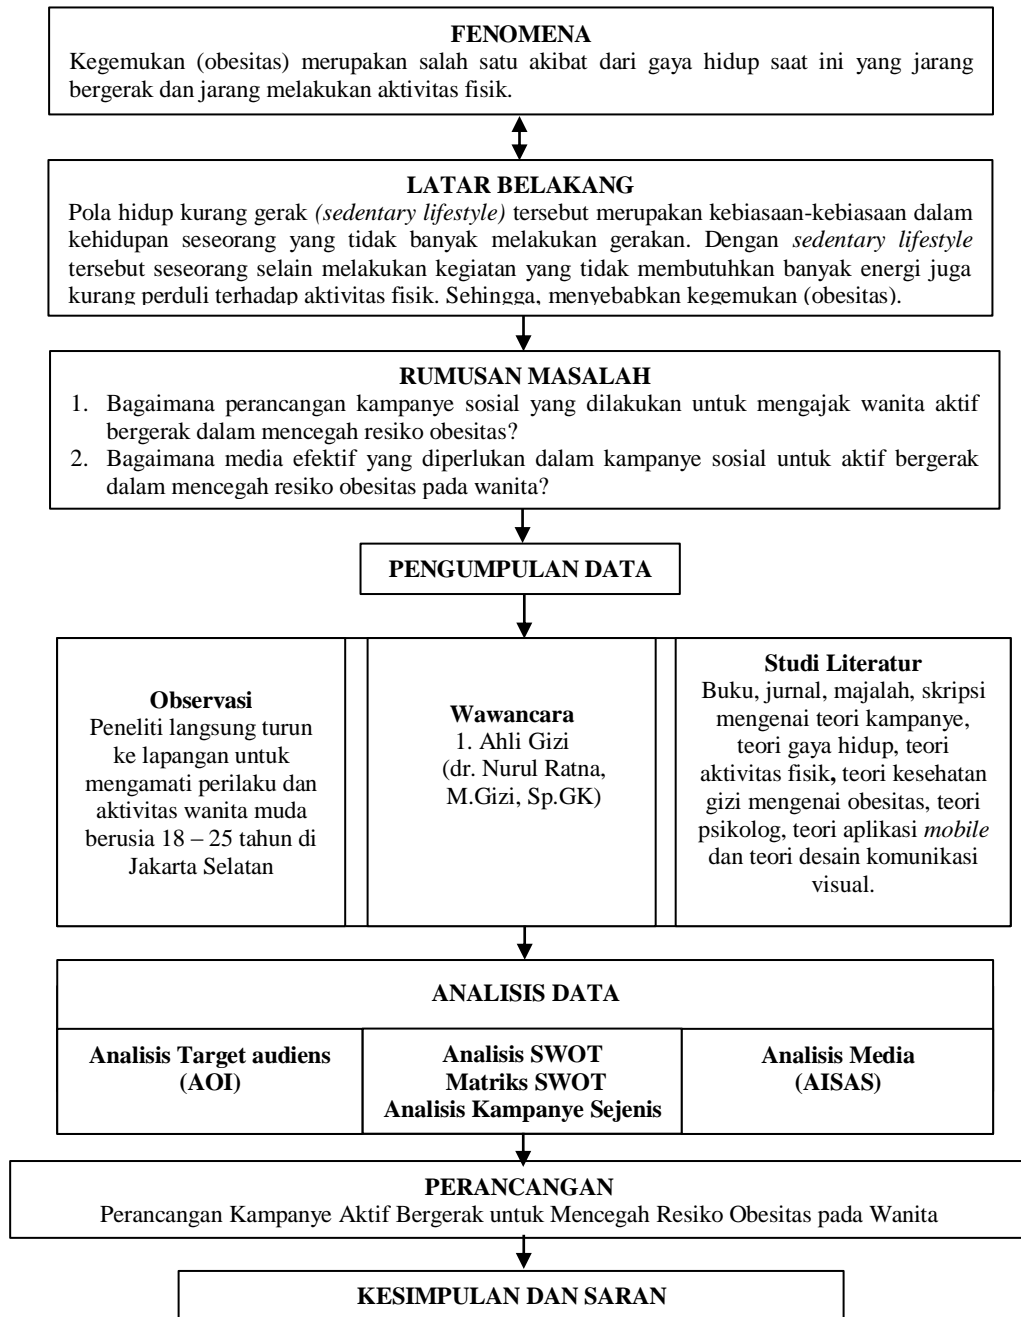 FENOMENA
Kegemukan (obesitas) merupakan salah satu akibat dari gaya hidup saat ini yang jarang
bergerak dan jarang melakukan aktivitas fisik.
LATAR BELAKANG
Pola hidup kurang gerak (sedentary lifestyle) tersebut merupakan kebiasaan-kebiasaan dalam
kehidupan seseorang yang tidak banyak melakukan gerakan. Dengan sedentary lifestyle
tersebut seseorang selain melakukan kegiatan yang tidak membutuhkan banyak energi juga
kurang perduli terhadap aktivitas fisik. Sehingga, menyebabkan kegemukan (obesitas).
RUMUSAN MASALAH
1. Bagaimana perancangan kampanye sosial yang dilakukan untuk mengajak wanita aktif
bergerak dalam mencegah resiko obesitas?
2. Bagaimana media efektif yang diperlukan dalam kampanye sosial untuk aktif bergerak
dalam mencegah resiko obesitas pada wanita?
PENGUMPULAN DATA
Observasi
Peneliti langsung turun
ke lapangan untuk
mengamati perilaku dan
aktivitas wanita muda
berusia 18 – 25 tahun di
Jakarta Selatan
Wawancara
1. Ahli Gizi
(dr. Nurul Ratna,
M.Gizi, Sp.GK)
Studi Literatur
Buku, jurnal, majalah, skripsi
mengenai teori kampanye,
teori gaya hidup, teori
aktivitas fisik, teori kesehatan
gizi mengenai obesitas, teori
psikolog, teori aplikasi mobile
dan teori desain komunikasi
visual.
ANALISIS DATA
Analisis Target audiens
(AOI)
Analisis SWOT
Matriks SWOT
Analisis Kampanye Sejenis
Analisis Media
(AISAS)
PERANCANGAN
Perancangan Kampanye Aktif Bergerak untuk Mencegah Resiko Obesitas pada Wanita
KESIMPULAN DAN SARAN